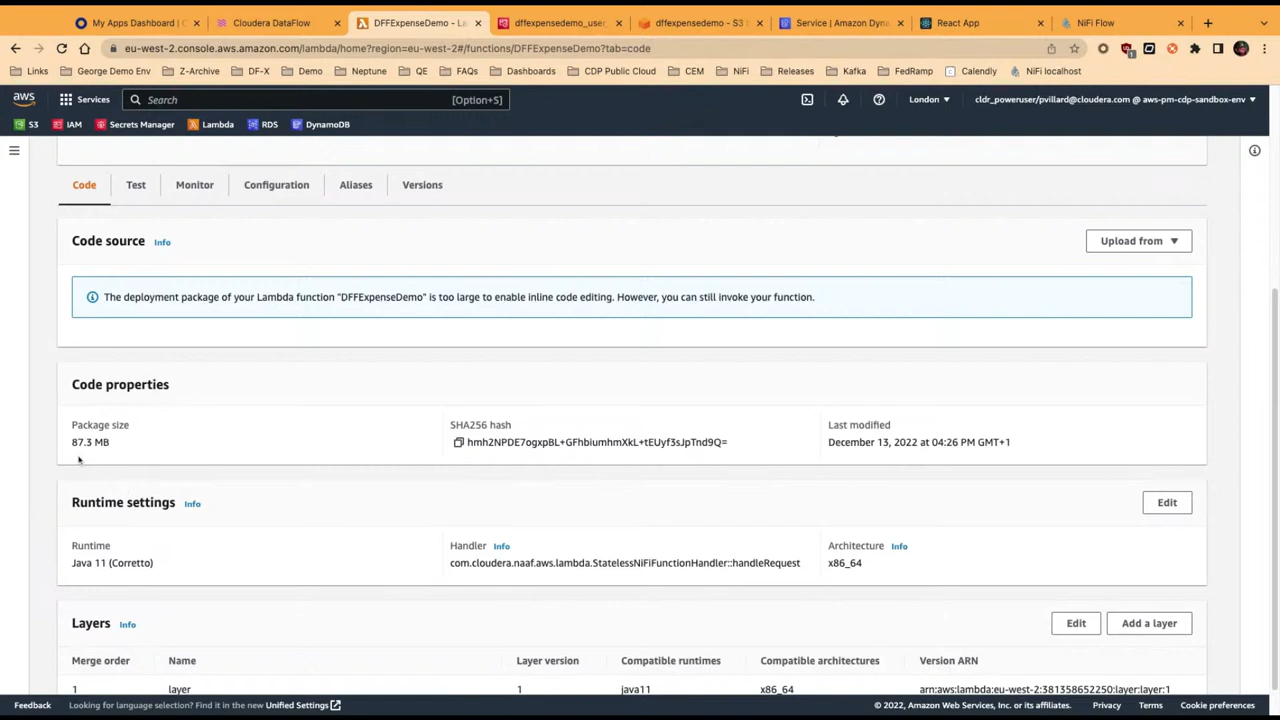 My Apps Dashboard | C
Cloudera DataFlow
DFFExpenseDemo - La
dffexpensedemo_user
dffexpensedemo - S3 b
Service | Amazon Dyna
React App
NiFi Flow
eu-west-2.console.aws.amazon.com/lambda/home?region=eu-west-2#/functions/DFFExpenseDemo?tab=code
Links
George Demo Env
Z-Archive
DF-X
Demo
Neptune
QE
FAQs
Dashboards
CDP Public Cloud
CEM
NiFi
Releases
Kafka
FedRamp
Calendly
NiFi localhost
aws
Services
Search
[Option+S]
London
cldr_poweruser/pvillard@cloudera.com @ aws-pm-cdp-sandbox-env
S3
IAM
Secrets Manager
Lambda
RDS
DynamoDB
Code
Test
Monitor
Configuration
Aliases
Versions
Code source Info
Upload from
The deployment package of your Lambda function "DFFExpenseDemo" is too large to enable inline code editing. However, you can still invoke your function.
Code properties
Package size
87.3 MB
SHA256 hash
hmh2NPDE7ogxpBL+GFhbiumhmXkL+tEUyf3sJpTnd9Q=
Last modified
December 13, 2022 at 04:26 PM GMT+1
Runtime settings Info
Edit
Runtime
Java 11 (Corretto)
Handler Info
com.cloudera.naaf.aws.lambda.StatelessNiFiFunctionHandler::handleRequest
Architecture Info
x86_64
Layers Info
Edit
Add a layer
Merge order
Name
Layer version
Compatible runtimes
Compatible architectures
Version ARN
1
layer
1
java11
x86_64
arn:aws:lambda:eu-west-2:381358652250:layer:layer:1
Feedback
Looking for language selection? Find it in the new Unified Settings
© 2022, Amazon Web Services, Inc. or its affiliates.
Privacy
Terms
Cookie preferences